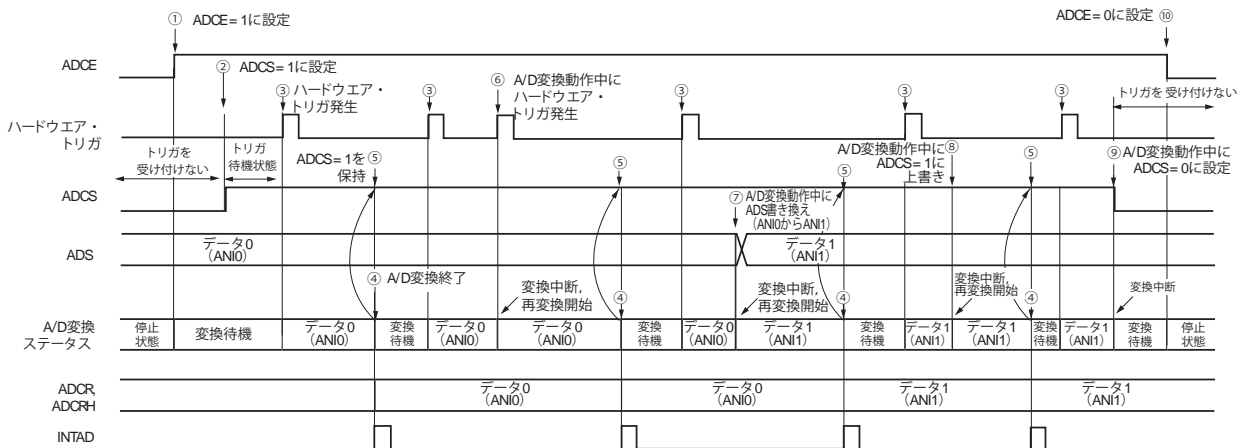 ① ADCE= 1に設定
ADCE= 0に設定 ⑩
ADCE
② ADCS= 1に設定
③ ハードウエア・
トリガ発生
③
⑥ A/D変換動作中に
ハードウエア・
トリガ発生
③
③
③
トリガを受け付けない
ハードウエア・
トリガ
トリガを
受け付けない
トリガ
待機状態
ADCS= 1を ⑤
保持
⑤
⑤
A/D変換動作中に ⑧
ADCS= 1に
上書き
⑤
⑨ A/D変換動作中に
ADCS= 0に設定
ADCS
⑦ A/D変換動作中に
ADS書き換え
(ANI0からANI1)
ADS
データ0
(ANI0)
データ1
(ANI1)
④ A/D変換終了
変換中断,
再変換開始
④
変換中断,
再変換開始
④
変換中断,
再変換開始
④
変換中断
A/D変換
ステータス
停止
状態
変換待機
データ0
(ANI0)
変換
待機
データ0
(ANI0)
データ0
(ANI0)
変換
待機
データ0
(ANI0)
データ1
(ANI1)
変換
待機
データ1
(ANI1)
データ1
(ANI1)
変換
待機
データ1
(ANI1)
変換
待機
停止
状態
ADCR,
ADCRH
データ0
(ANI0)
データ0
(ANI0)
データ1
(ANI1)
データ1
(ANI1)
INTAD